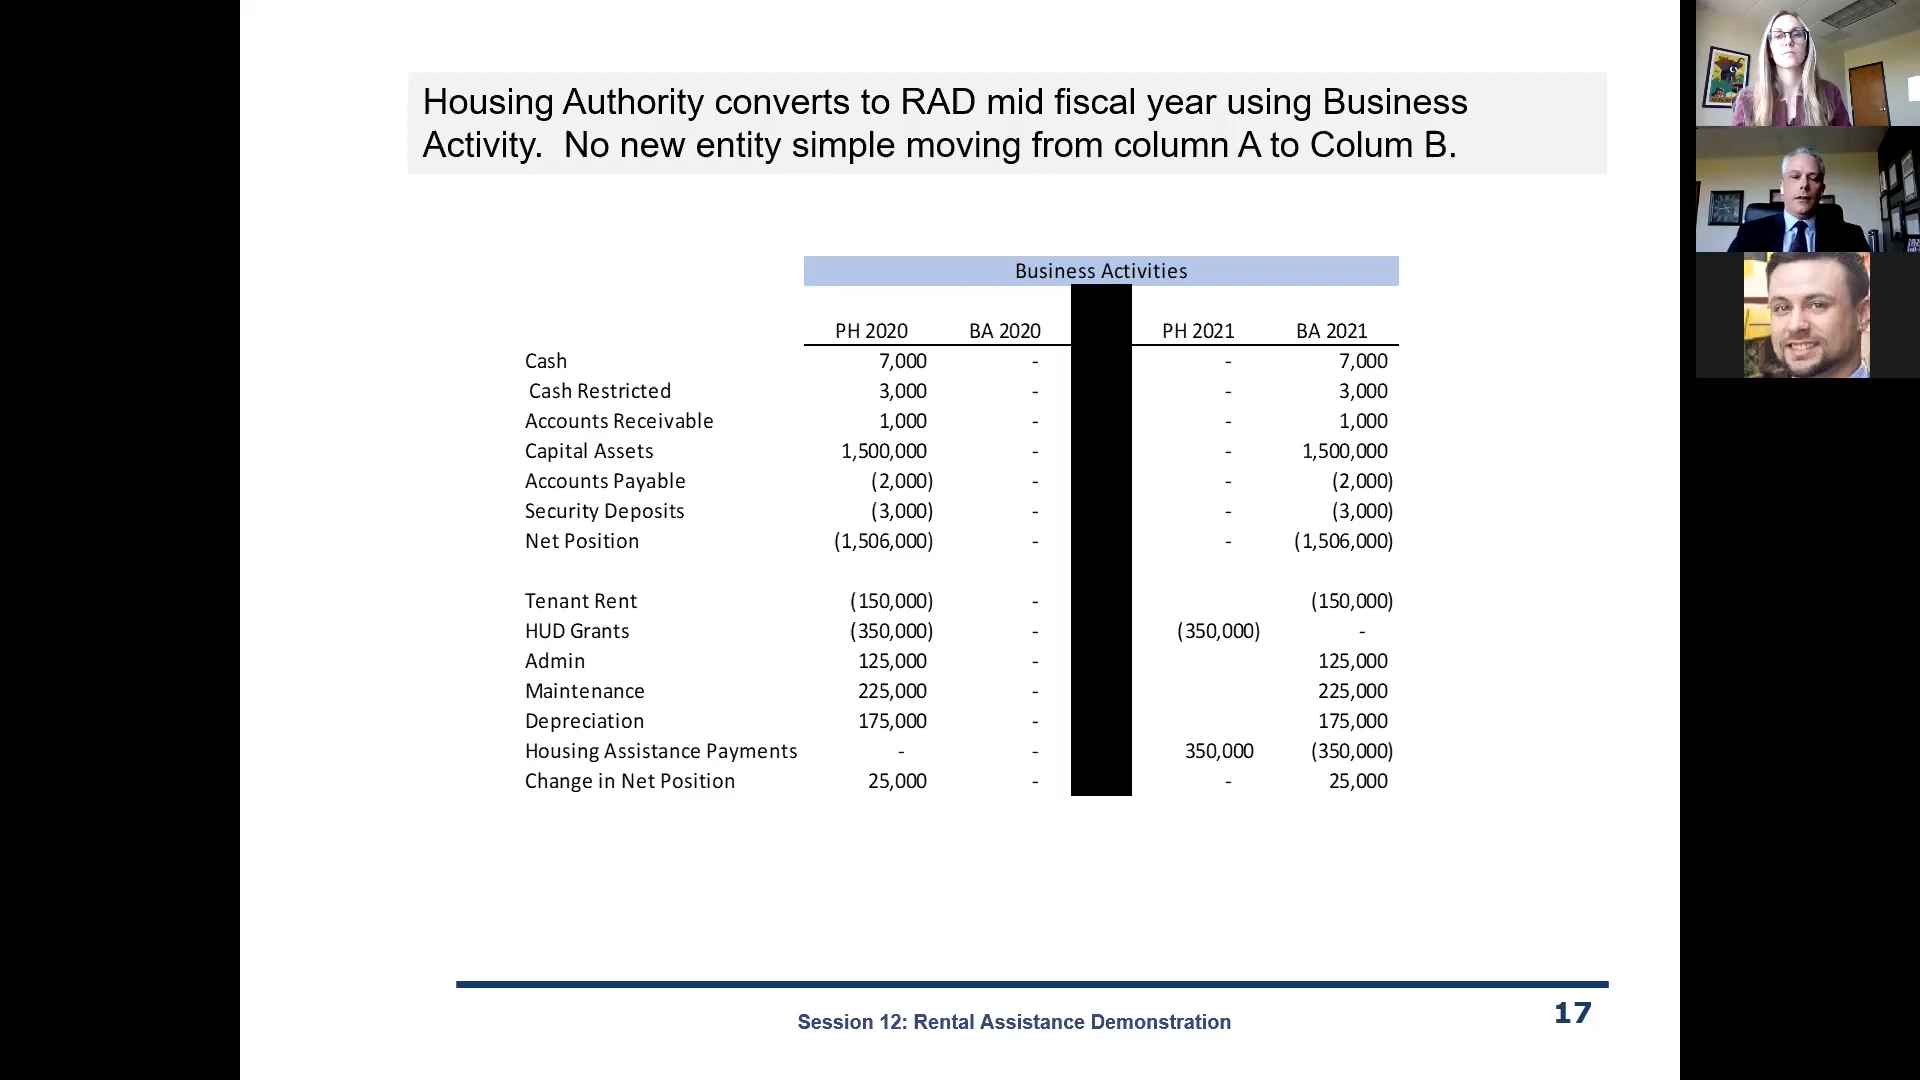 Housing Authority converts to RAD mid fiscal year using Business
Activity.  No new entity simple moving from column A to Colum B.
Business Activities
PH 2020 BA 2020 PH 2021 BA 2021
Cash 7,000 - - 7,000
Cash Restricted 3,000 - - 3,000
Accounts Receivable 1,000 - - 1,000
Capital Assets 1,500,000 - - 1,500,000
Accounts Payable (2,000) - - (2,000)
Security Deposits (3,000) - - (3,000)
Net Position (1,506,000) - - (1,506,000)
Tenant Rent (150,000) - (150,000)
HUD Grants (350,000) - (350,000) -
Admin 125,000 - 125,000
Maintenance 225,000 - 225,000
Depreciation 175,000 - 175,000
Housing Assistance Payments - - 350,000 (350,000)
Change in Net Position 25,000 - - 25,000
Session 12: Rental Assistance Demonstration
17